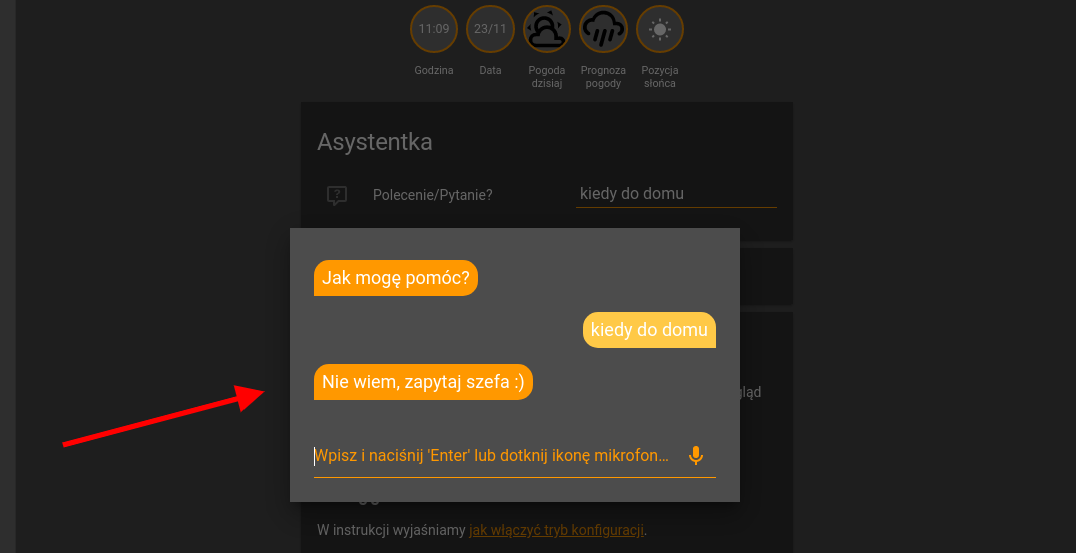 11:09
23/11
Godzina
Data
Pogoda
dzisiaj
Prognoza
pogody
Pozycja
słońca
Asystentka
Polecenie/Pytanie?
kiedy do domu
Jak mogę pomóc?
kiedy do domu
Nie wiem, zapytaj szefa :)
Wpisz i naciśnij 'Enter' lub dotknij ikonę mikrofon…
W instrukcji wyjaśniamy jak włączyć tryb konfiguracji.